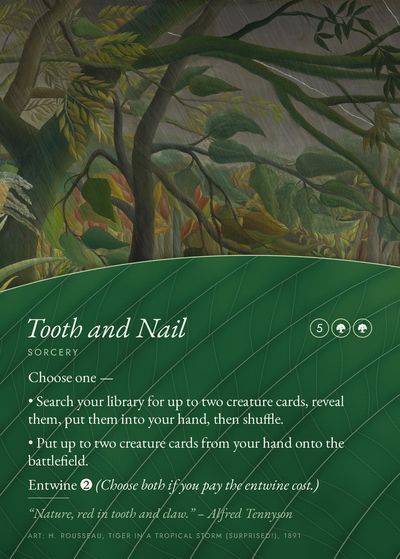 Tooth and Nail 5
SORCERY
Choose one —
• Search your library for up to two creature cards, reveal
them, put them into your hand, then shuffle.
• Put up to two creature cards from your hand onto the
battlefield.
Entwine ❷ (Choose both if you pay the entwine cost.)
“Nature, red in tooth and claw.” – Alfred Tennyson
ART: H. ROUSSEAU, TIGER IN A TROPICAL STORM (SURPRISED!), 1891